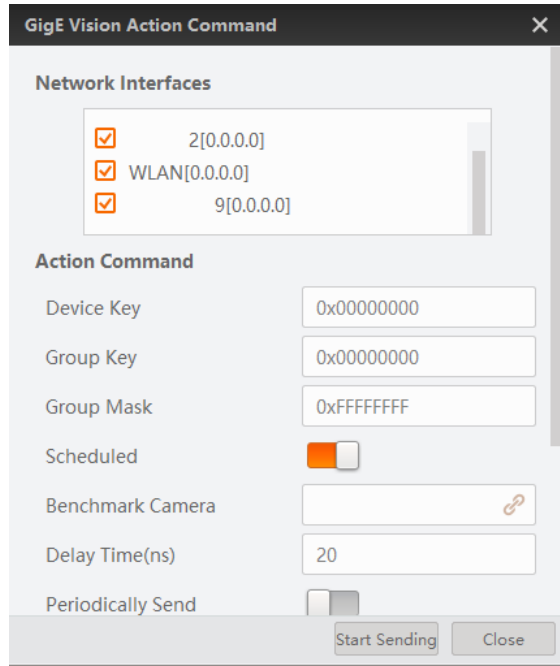 GigE Vision Action Command
Network Interfaces
2[0.0.0.0]
WLAN[0.0.0.0]
9[0.0.0.0]
Action Command
Device Key 0x00000000
Group Key 0x00000000
Group Mask 0xFFFFFFFF
Scheduled
Benchmark Camera
Delay Time(ns) 20
Periodically Send
Start Sending Close